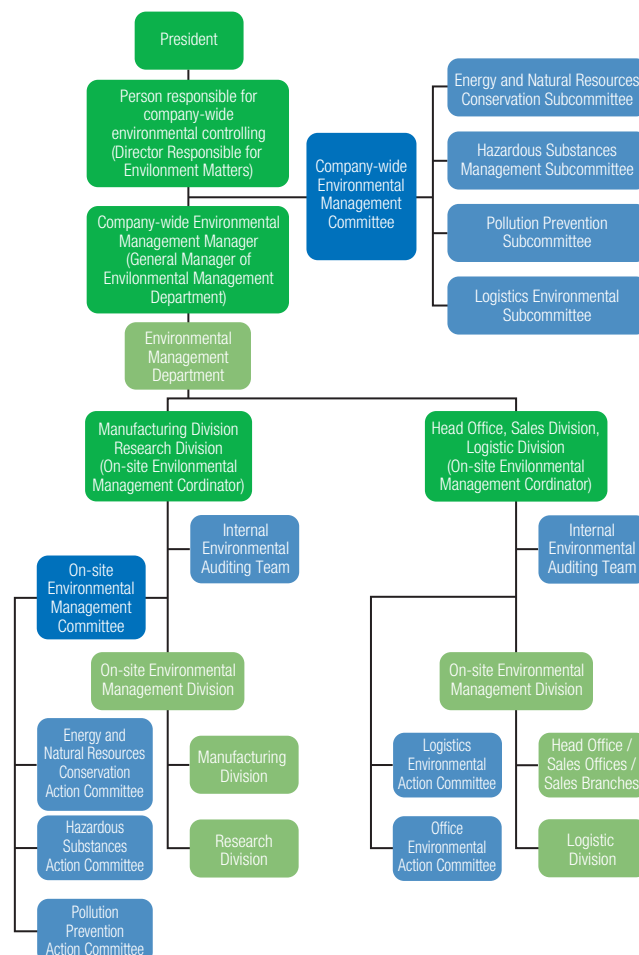 President
Person responsible for
company-wide
environmental controlling
(Director Responsible for
Envilonment Matters)
Company-wide
Environmental
Management
Committee
Energy and Natural Resources
Conservation Subcommittee
Hazardous Substances
Management Subcommittee
Pollution Prevention
Subcommittee
Logistics Environmental
Subcommittee
Company-wide Environmental
Management Manager
(General Manager of
Envilonmental Management
Department)
Environmental
Management
Department
Manufacturing Division
Research Division
(On-site Envilonmental
Management Cordinator)
Head Office, Sales Division,
Logistic Division
(On-site Envilonmental
Management Cordinator)
Internal
Environmental
Auditing Team
Internal
Environmental
Auditing Team
On-site
Environmental
Management
Committee
On-site Environmental
Management Division
On-site Environmental
Management Division
Energy and
Natural Resources
Conservation
Action Committee
Manufacturing
Division
Logistics
Environmental
Action Committee
Head Office /
Sales Offices /
Sales Branches
Hazardous
Substances
Action Committee
Research
Division
Office
Environmental
Action Committee
Logistic
Division
Pollution
Prevention
Action Committee